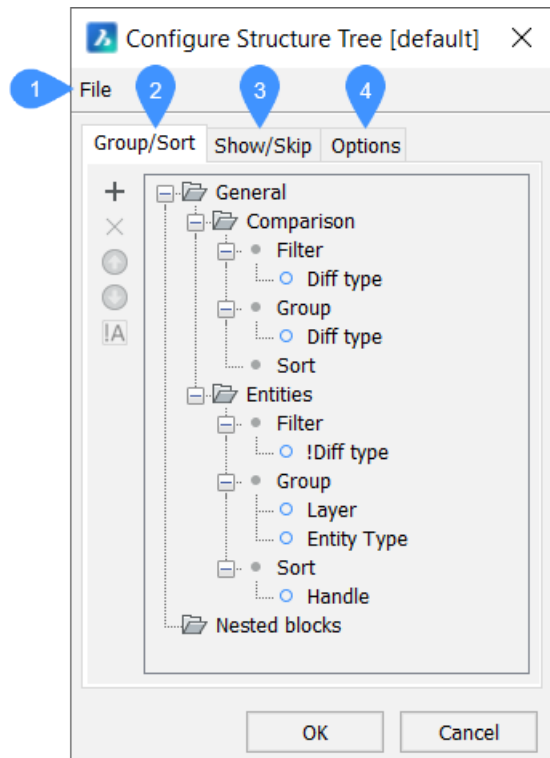 Configure Structure Tree [default]
1
File
2
3
4
Group/Sort Show/Skip Options
General
Comparison
Filter
Diff type
Group
Diff type
Sort
!A
Entities
Filter
!Diff type
Group
Layer
Entity Type
Sort
Handle
Nested blocks
OK Cancel